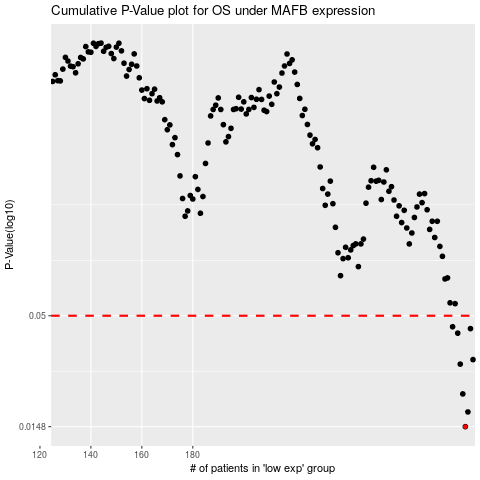 Cumulative P-Value plot for OS under MAFB expression
P-Value(log10)
0.05
0.0148
120 140 160 180
# of patients in 'low exp' group